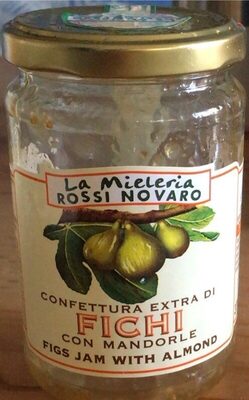 La Mieleria
ROSSI NOVARO
CONFETTURA EXTRA DI
FICHI
CON MANDORLE
FIGS JAM WITH ALMOND